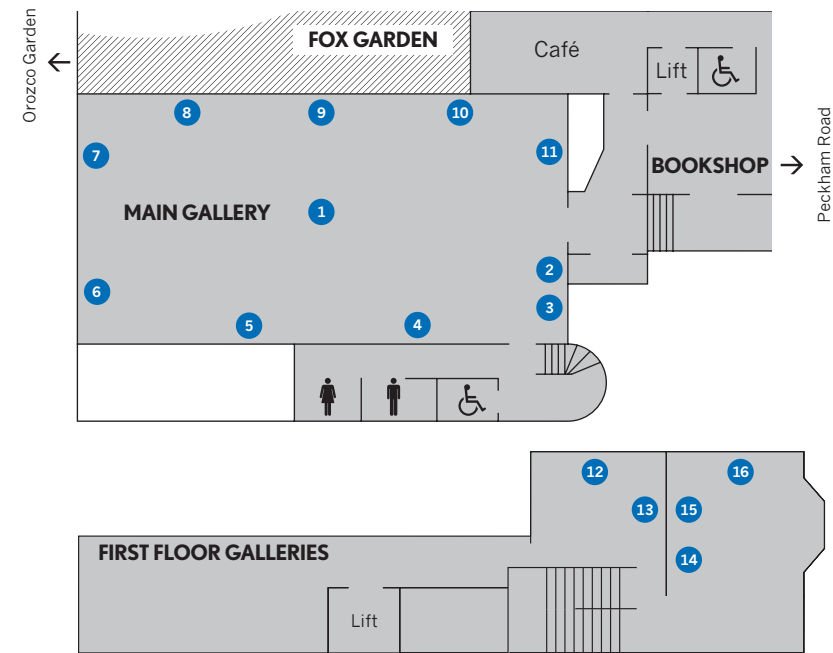 Orozco Garden
FOX GARDEN
Café
Lift
8
9
10
7
11
BOOKSHOP
Peckham Road
MAIN GALLERY
1
2
6
3
5
4
12
16
13
15
FIRST FLOOR GALLERIES
14
Lift